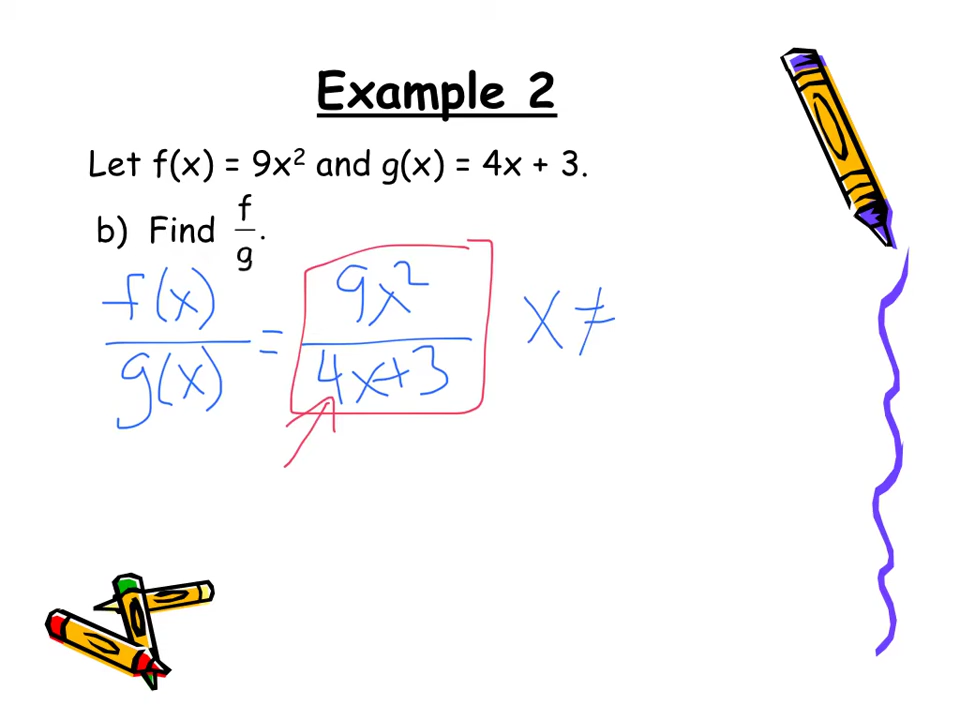 Example 2
Let f(x) = 9x² and g(x) = 4x + 3.
b) Find f/g.
f(x)/g(x) = 9x²/4x+3 x ≠